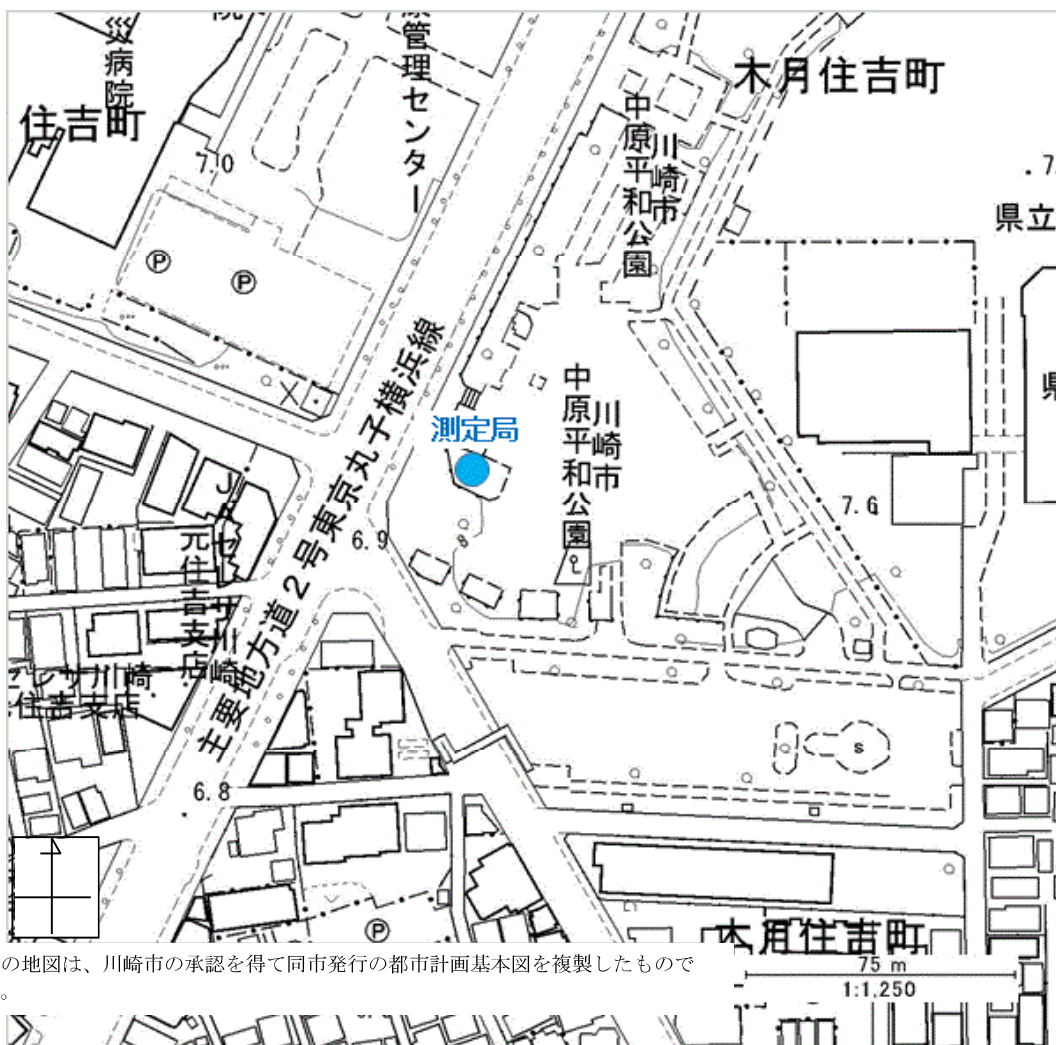 災病院
康管理センター
木月住吉町
住吉町
中原平和公園
川崎市
7.0
県立
P
P
主要地方道2号東京丸子横浜線
測定局
中原平和公園
川崎市
7.6
6.9
元住吉支店
住吉支店
6.8
s
P
木月住吉町
の地図は、川崎市の承認を得て同市発行の都市計画基本図を複製したもので
。
75 m
1:1,250